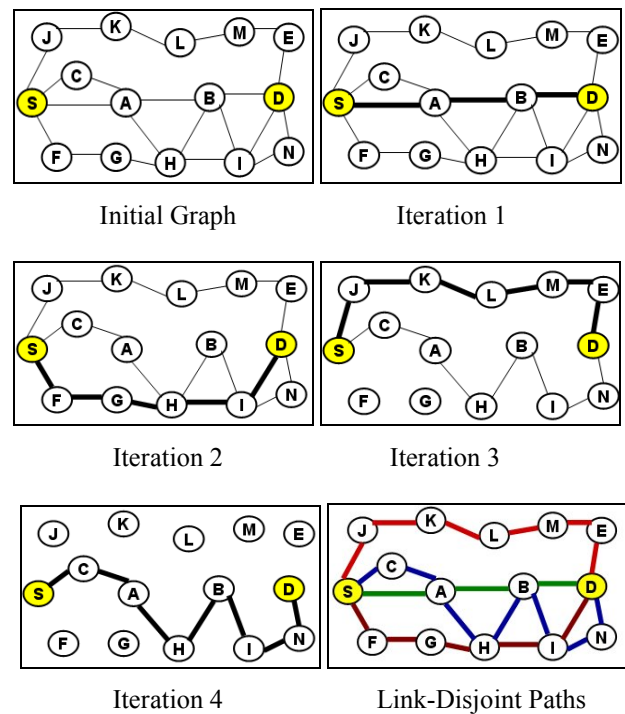 J K L M E
C
S A B D
F G H I N
Initial Graph
J K L M E
C
S A B D
F G H I N
Iteration 1
J K L M E
C
S A B D
F G H I N
Iteration 2
J K L M E
C
S A B D
F G H I N
Iteration 3
J K L M E
C
S A B D
F G H I N
Iteration 4
J K L M E
C
S A B D
F G H I N
Link-Disjoint Paths